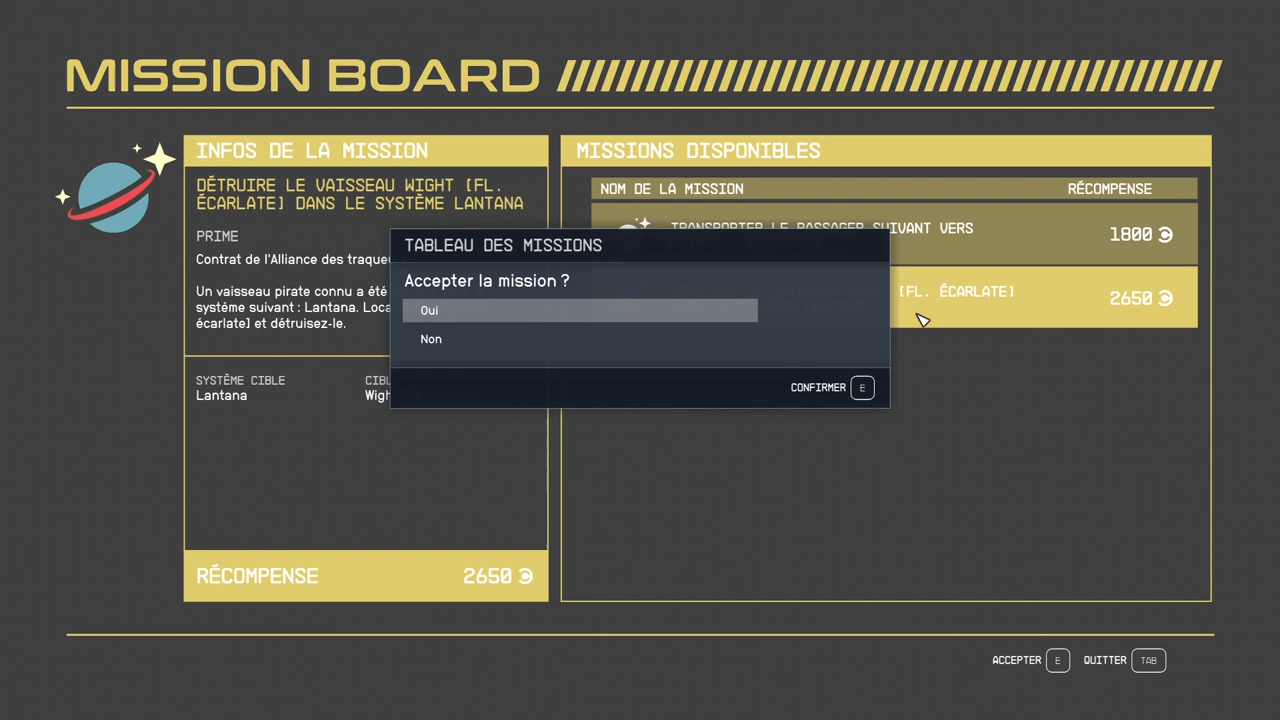 MISSION BOARD
INFOS DE LA MISSION
DÉTRUIRE LE VAISSEAU WIGHT [FL.
ÉCARLATE] DANS LE SYSTÈME LANTANA
PRIME
Contrat de l'Alliance des
Un vaisseau pirate connu a été
système suivant : Lantana.
écarlate] et détruisez-le.
SYSTÈME CIBLE
Lantana
RÉCOMPENSE 2650
MISSIONS DISPONIBLES
NOM DE LA MISSION RÉCOMPENSE
TRANSPORTER LE PASSAGER SUIVANT VERS
1800
[FL. ÉCARLATE]
2650
TABLEAU DES MISSIONS
Accepter la mission ?
Oui
Non
CONFIRMER E
ACCEPTER E QUITTER TAB